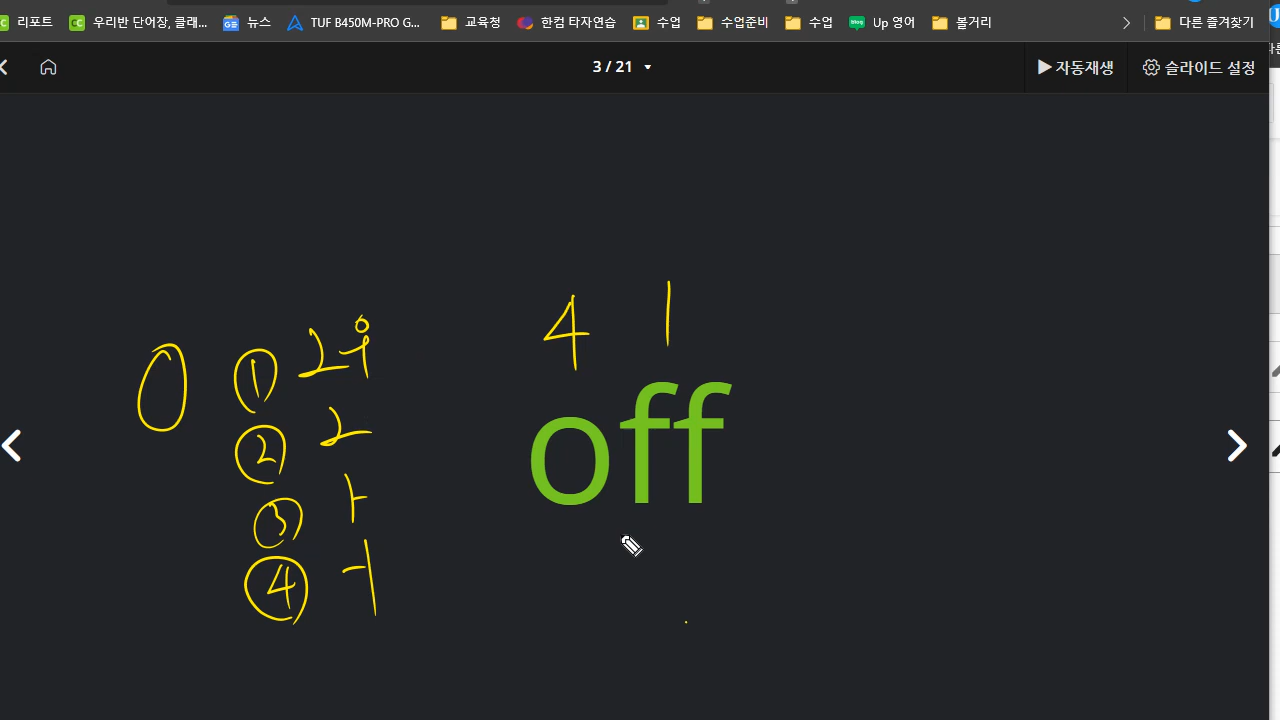 리포트 우리반 단어장, 클래... 뉴스 TUF B450M-PRO G... 교육청 한컴 타자연습 수업 수업준비 수업 Up 영어 볼거리 다른 즐겨찾기
3 / 21 자동재생 슬라이드 설정
4 1
0 ①
②
③ ㅏ
④ ㅓ
off